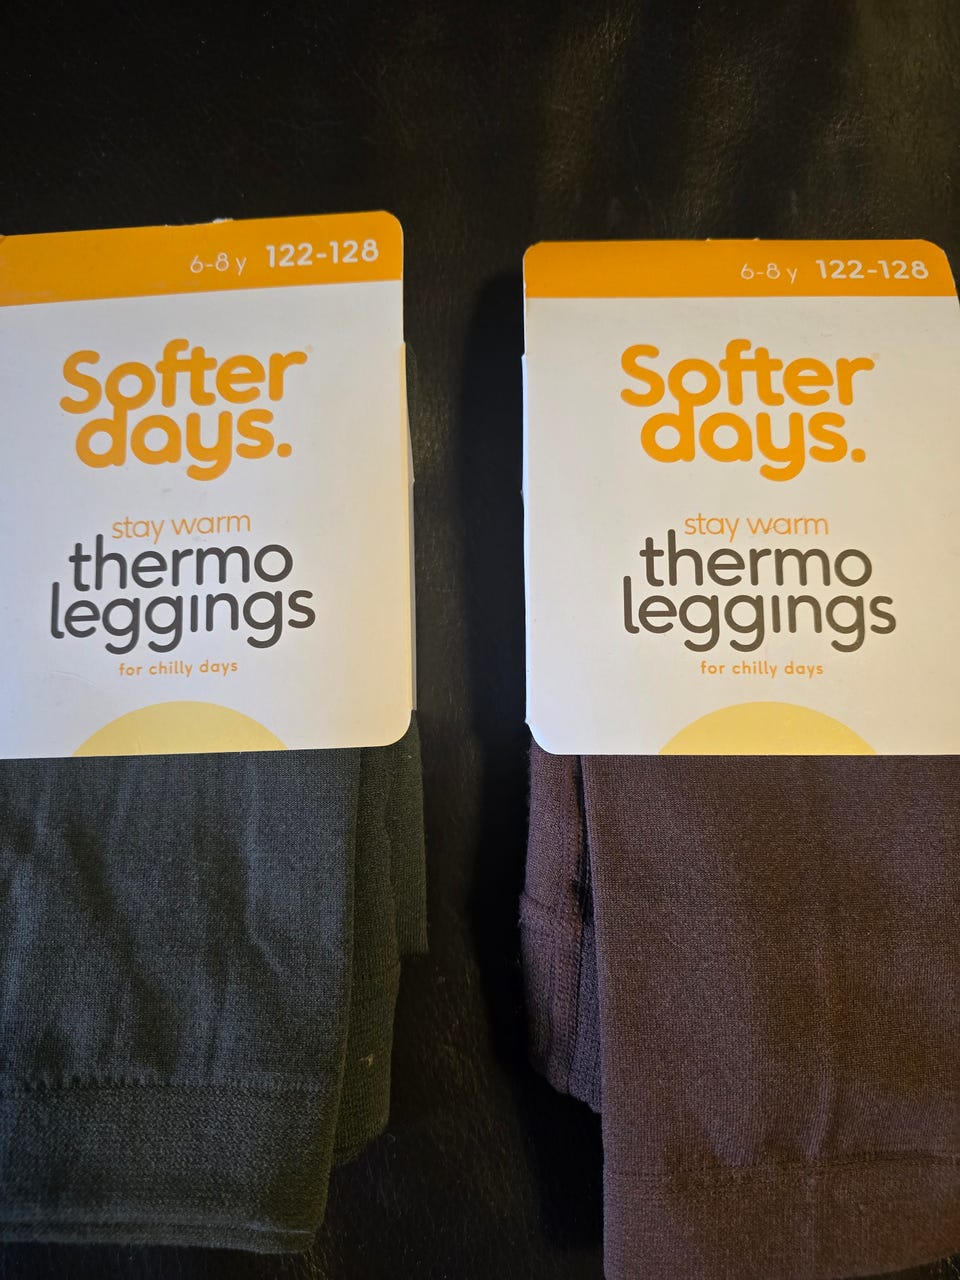 6-8 y 122-128
Softer
days.
stay warm
thermo
leggings
for chilly days
6-8 y 122-128
Softer
days.
stay warm
thermo
leggings
for chilly days